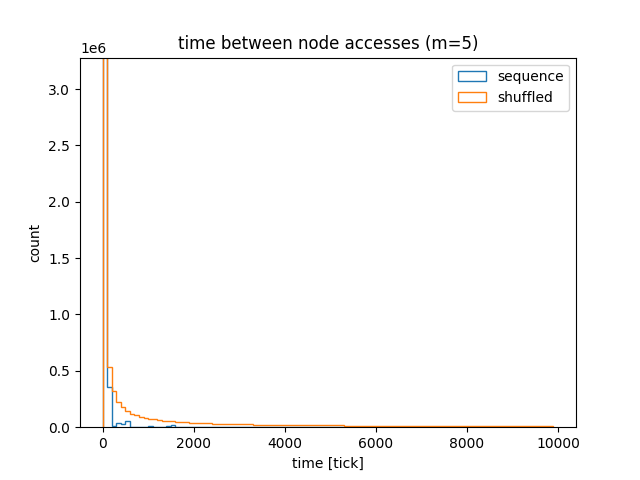 time between node accesses (m=5)
1e6
sequence
shuffled
3.0
2.5
2.0
1.5
1.0
0.5
0.0
count
0 2000 4000 6000 8000 10000
time [tick]